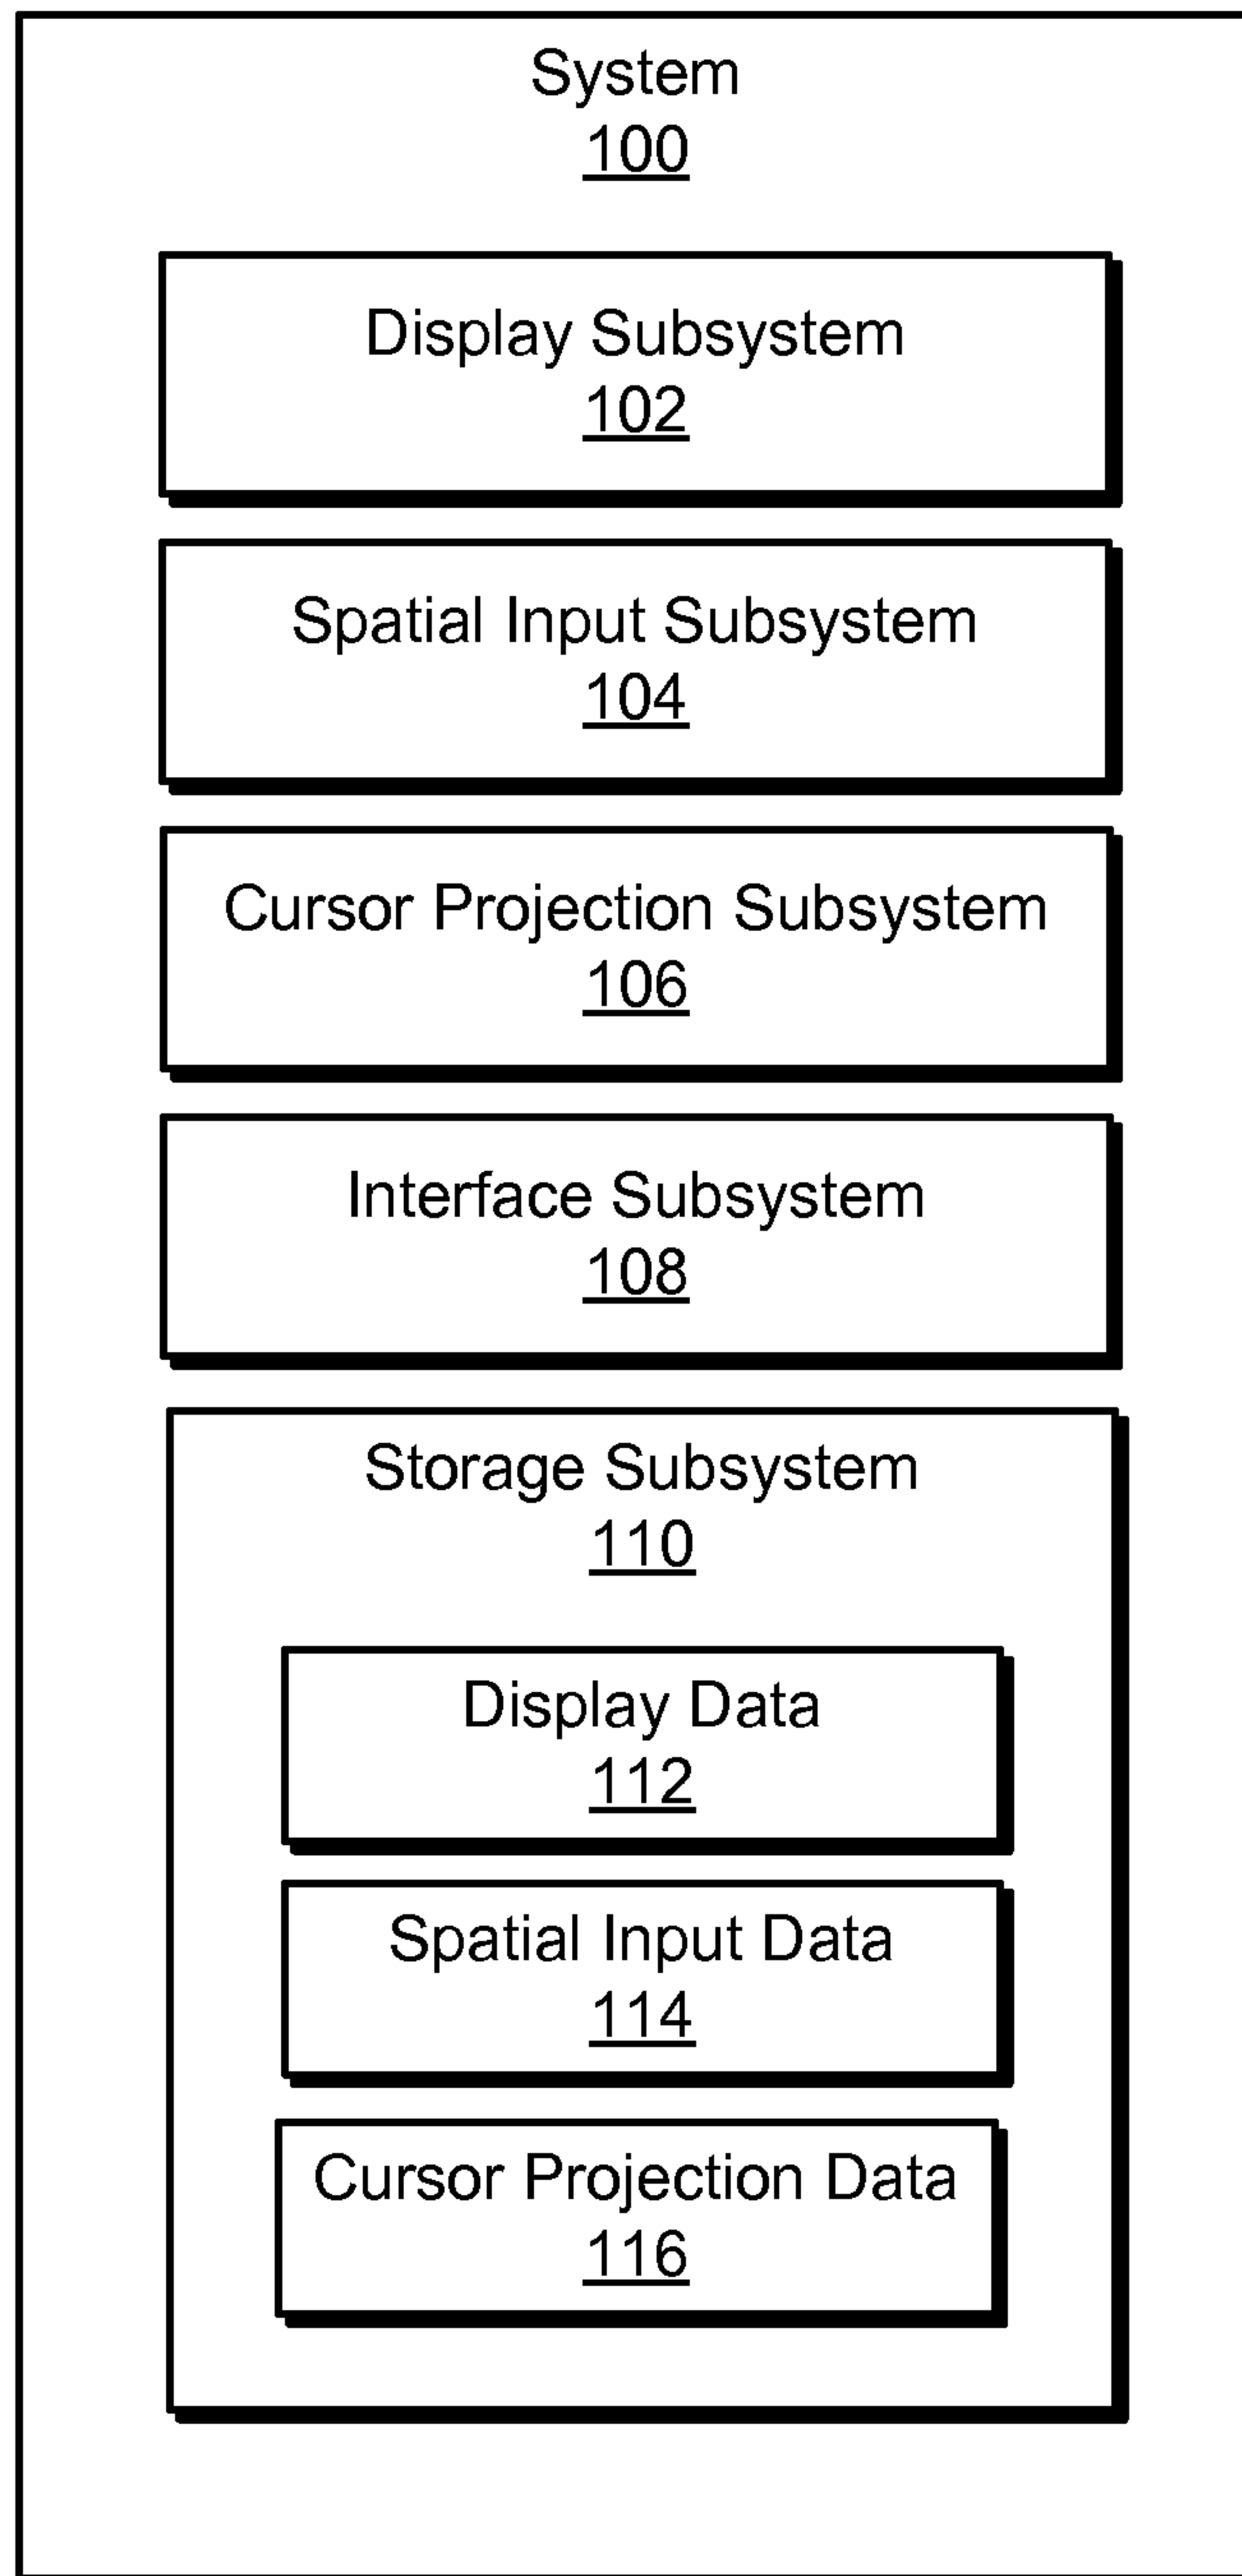 System
100
Display Subsystem
102
Spatial Input Subsystem
104
Cursor Projection Subsystem
106
Interface Subsystem
108
Storage Subsystem
110
Display Data
112
Spatial Input Data
114
Cursor Projection Data
116